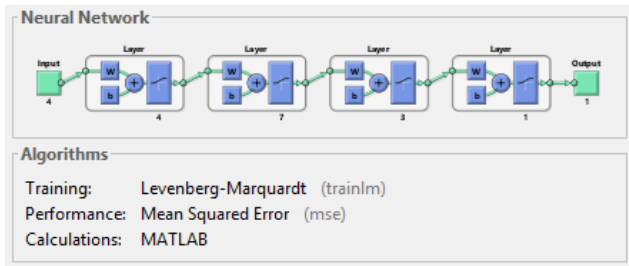 Neural Network
Input Layer Layer Layer Layer Output
W W W W
b + b + b + b +
4 4 7 3 1 1
Algorithms
Training: Levenberg-Marquardt (trainlm)
Performance: Mean Squared Error (mse)
Calculations: MATLAB